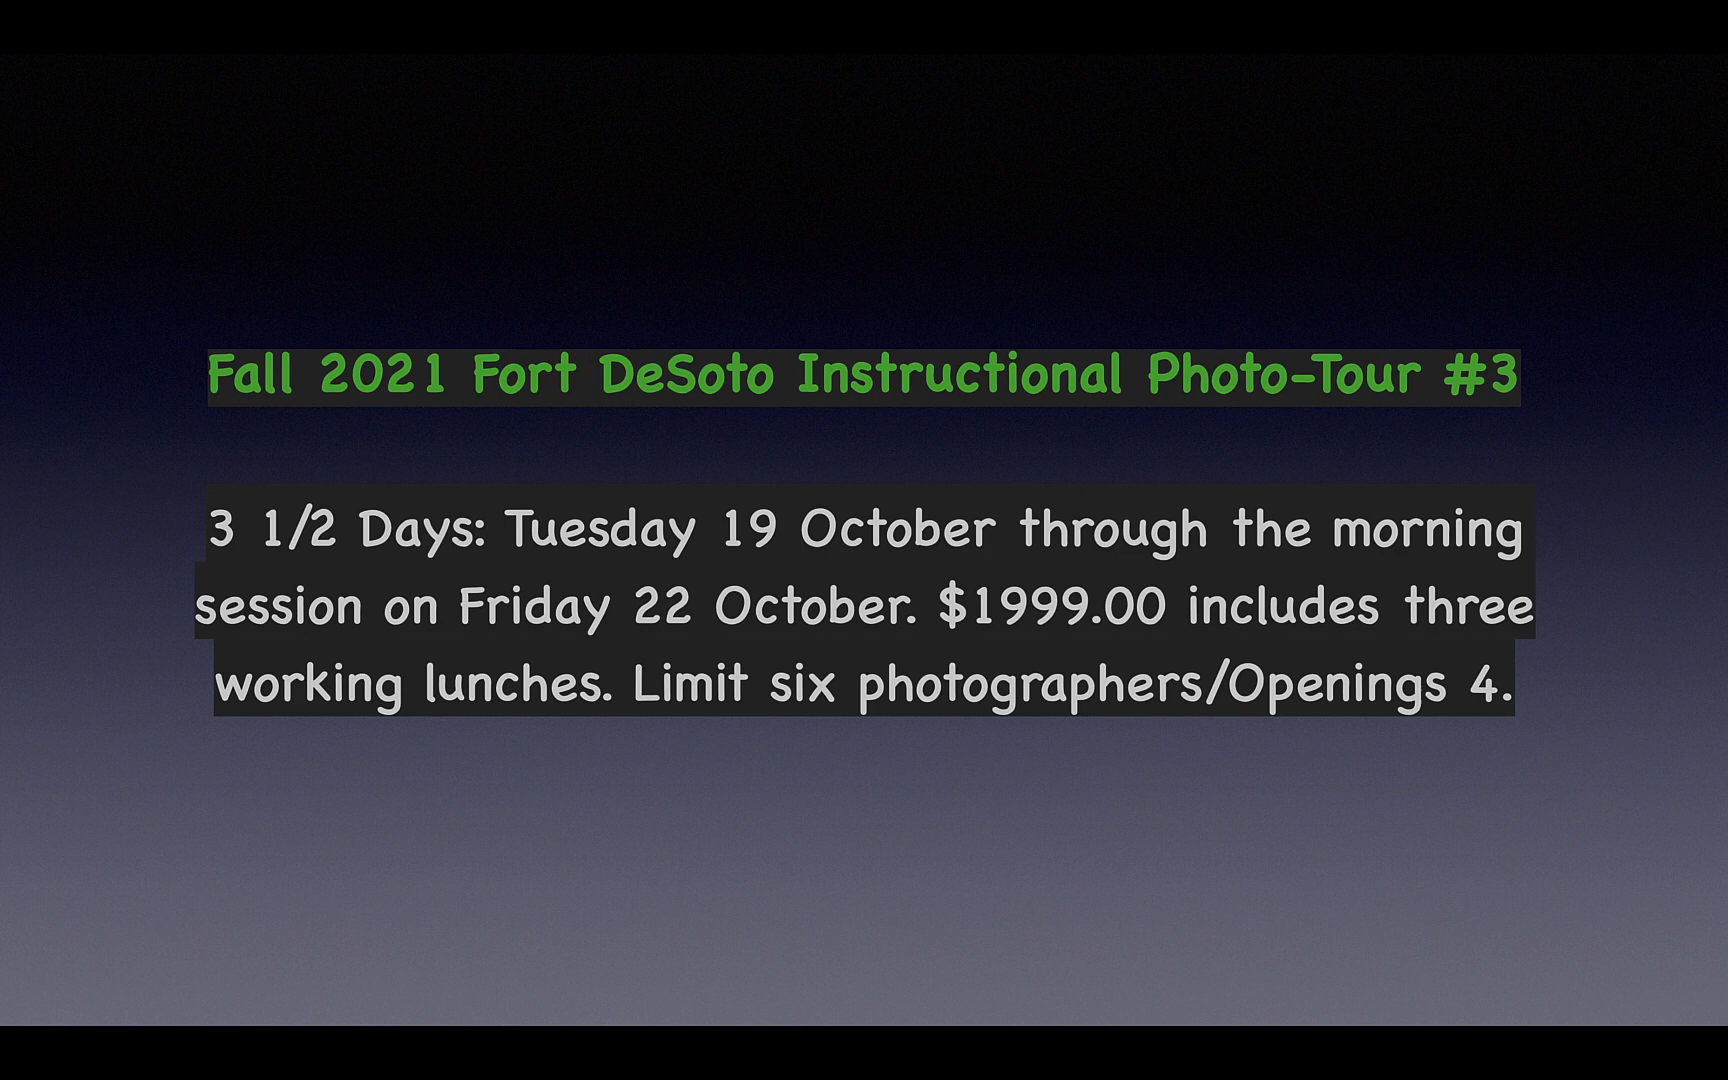 Fall 2021 Fort DeSoto Instructional Photo-Tour #3
3 1/2 Days: Tuesday 19 October through the morning
session on Friday 22 October. $1999.00 includes three
working lunches. Limit six photographers/Openings 4.